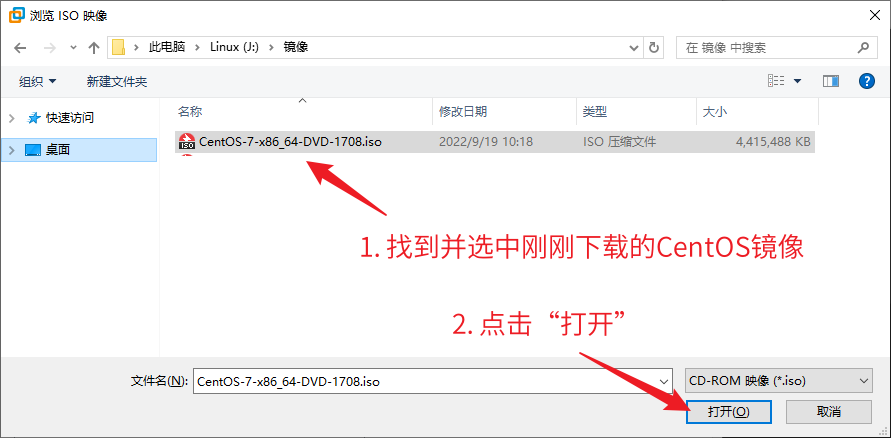 浏览 ISO 映像
此电脑 Linux (J:) 镜像
在 镜像 中搜索
组织 新建文件夹
名称 修改日期 类型 大小
快速访问
桌面
CentOS-7-x86_64-DVD-1708.iso 2022/9/19 10:18 ISO 压缩文件 4,415,488 KB
1. 找到并选中刚刚下载的CentOS镜像
2. 点击“打开”
文件名(N): CentOS-7-x86_64-DVD-1708.iso CD-ROM 映像 (*.iso)
打开(O) 取消